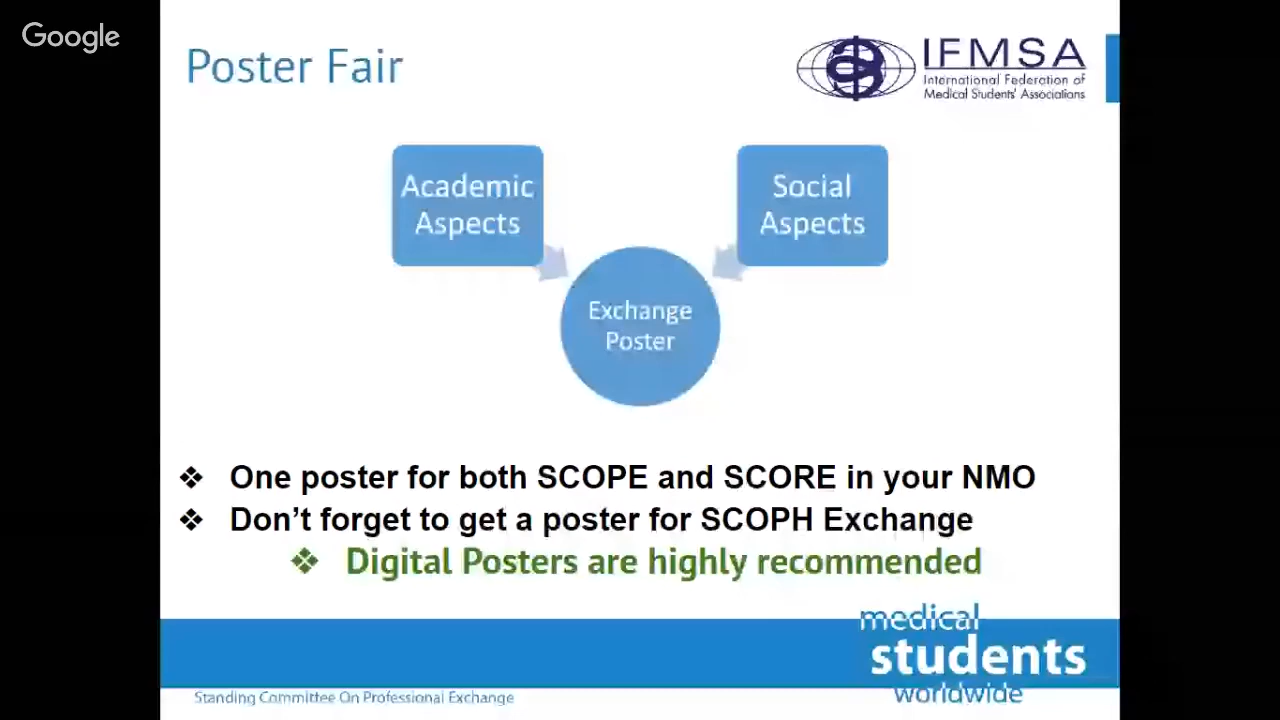 Google
Poster Fair
IFMSA
International Federation of
Medical Students' Associations
Academic
Aspects
Social
Aspects
Exchange
Poster
❖ One poster for both SCOPE and SCORE in your NMO
❖ Don't forget to get a poster for SCOPH Exchange
❖ Digital Posters are highly recommended
medical
students
worldwide
Standing Committee On Professional Exchange